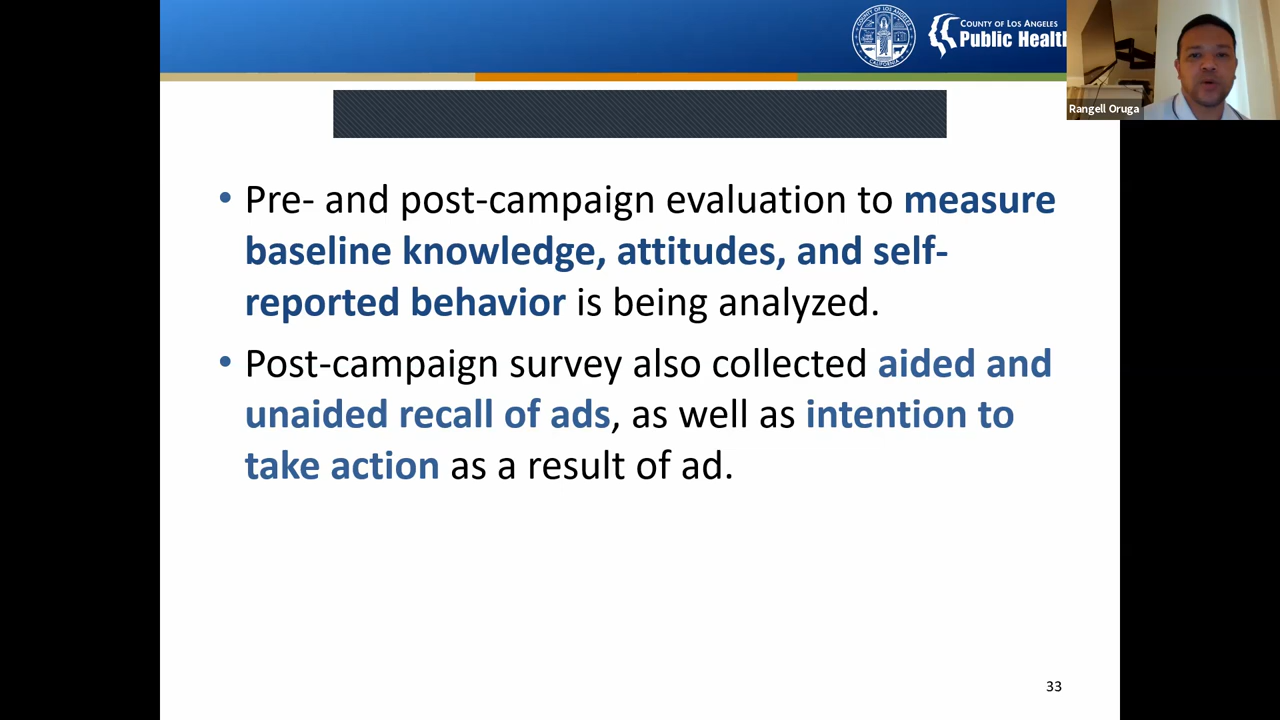 COUNTY OF LOS ANGELES
Public Health
Rangell Oruga
• Pre- and post-campaign evaluation to measure
baseline knowledge, attitudes, and self-
reported behavior is being analyzed.
• Post-campaign survey also collected aided and
unaided recall of ads, as well as intention to
take action as a result of ad.
33